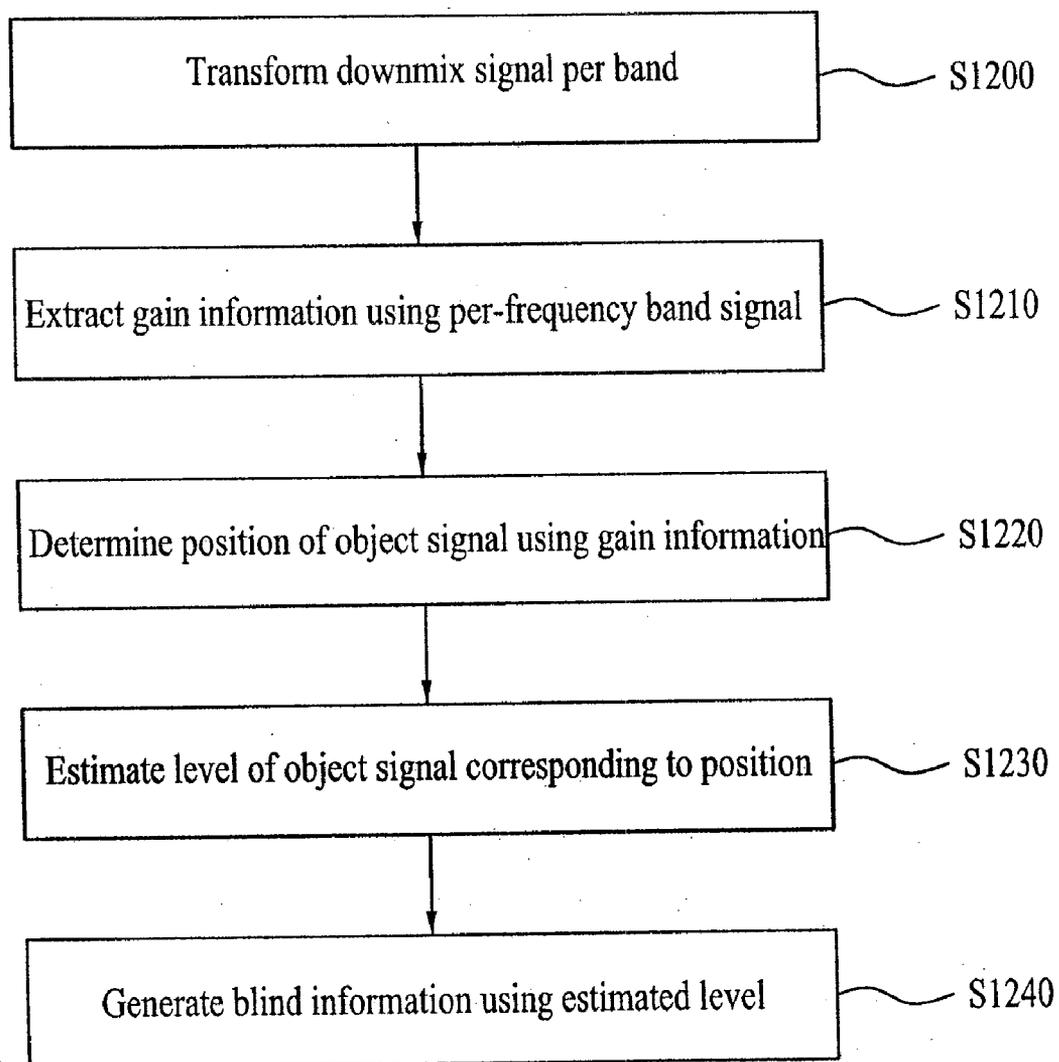 Transform downmix signal per band
S1200
Extract gain information using per-frequency band signal
S1210
Determine position of object signal using gain information
S1220
Estimate level of object signal corresponding to position
S1230
Generate blind information using estimated level
S1240